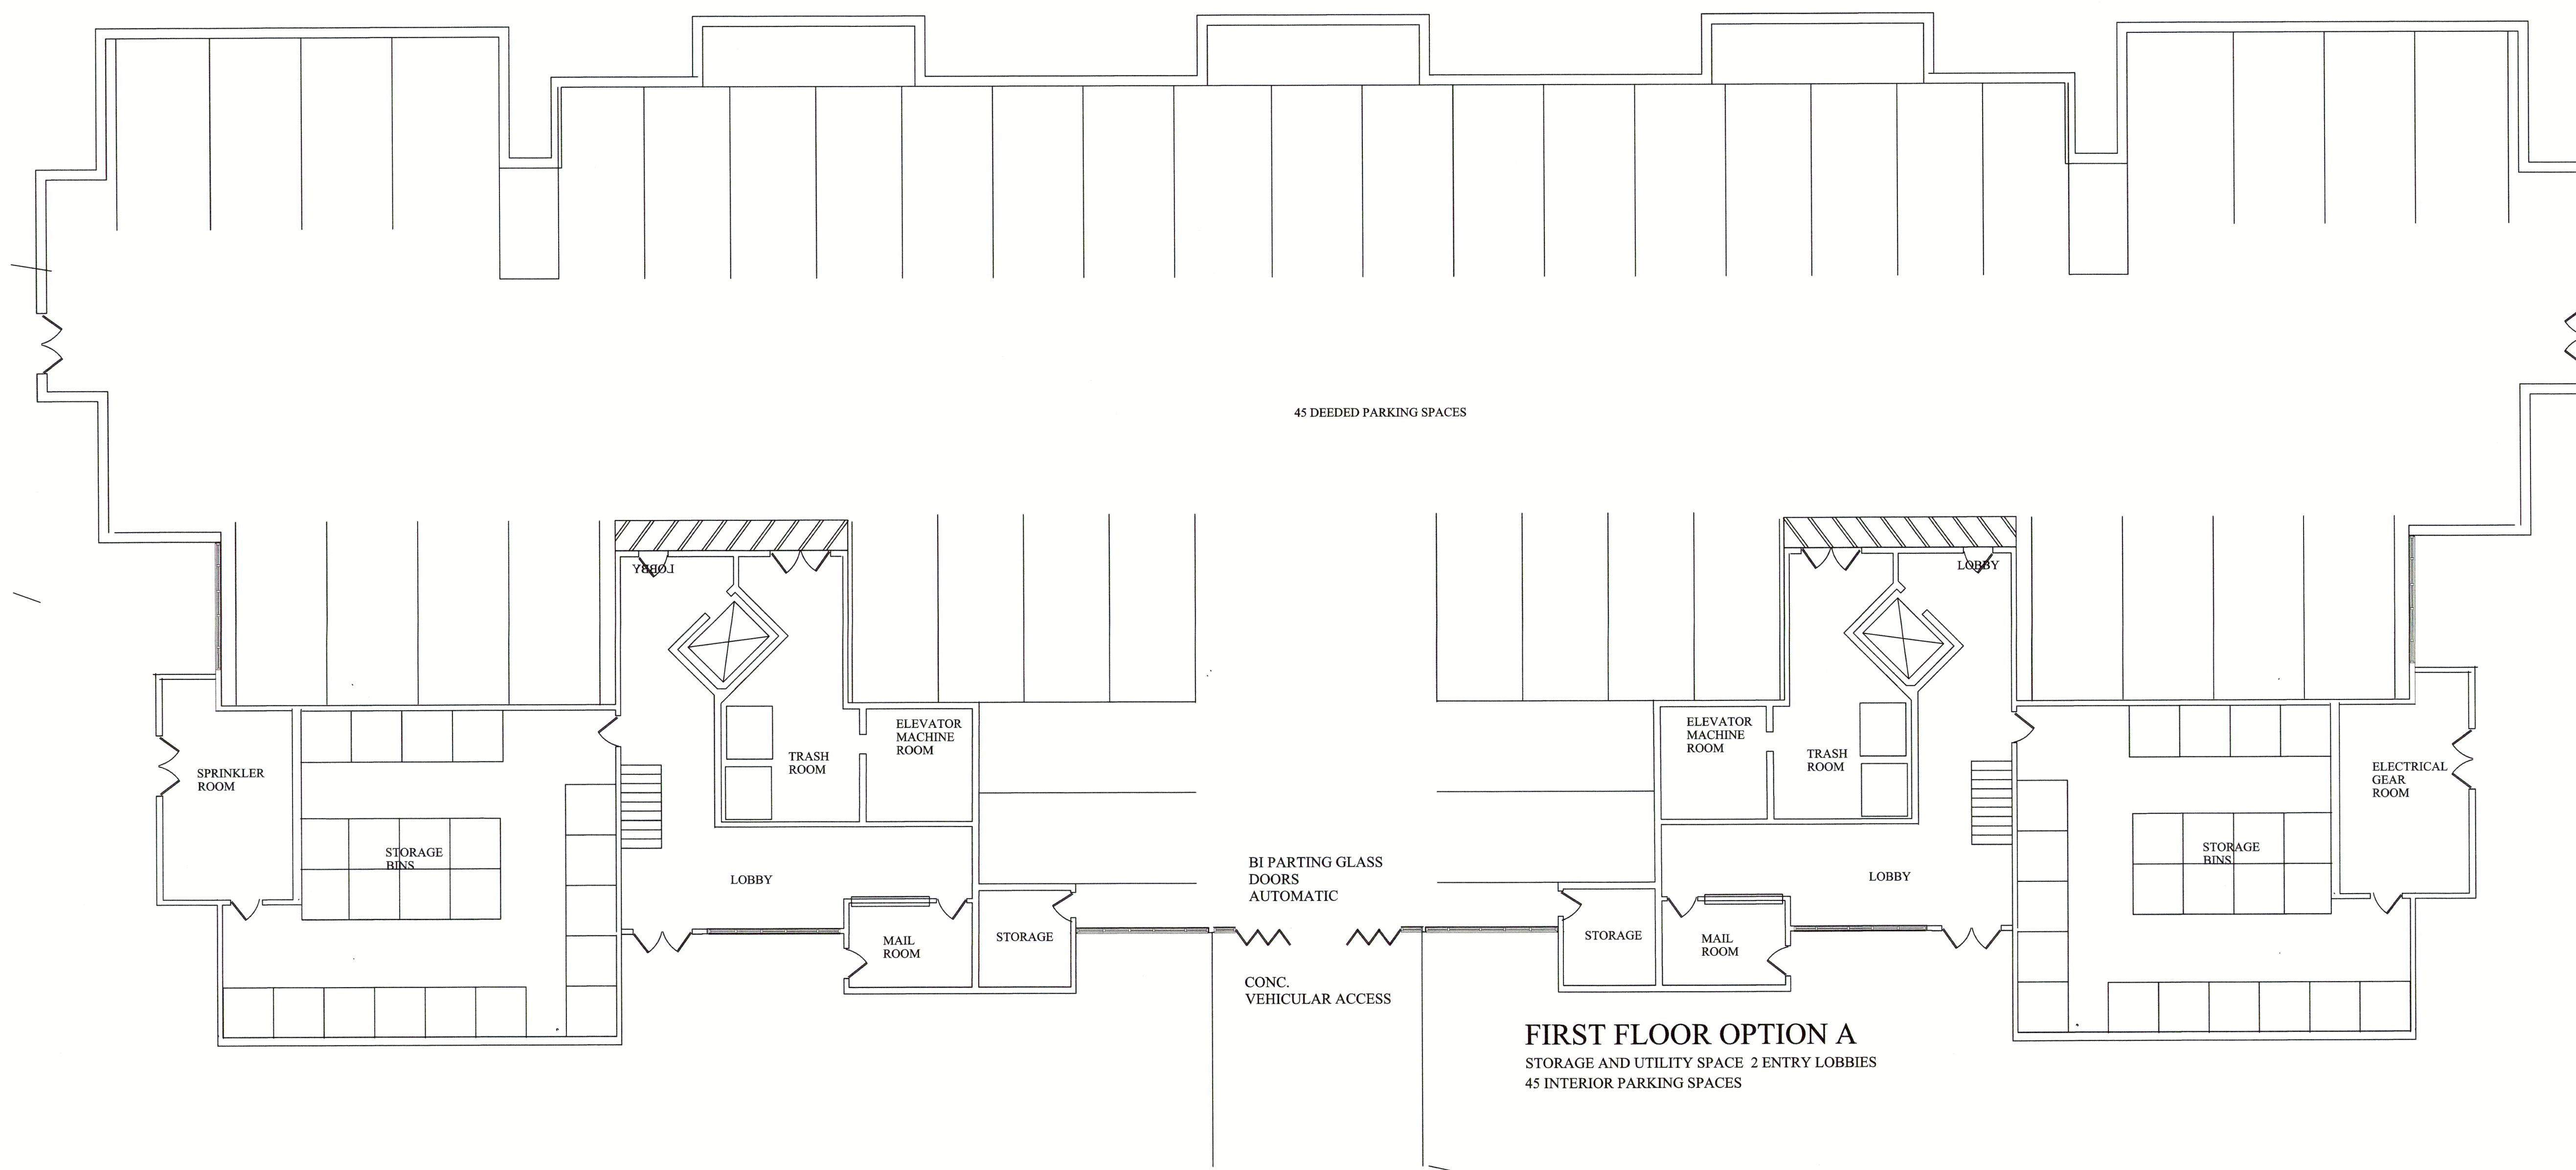 45 DEEDED PARKING SPACES
LOBBY
LOBBY
ELEVATOR
MACHINE
ROOM
TRASH
ROOM
SPRINKLER
ROOM
STORAGE
BINS
LOBBY
MAIL
ROOM
STORAGE
BI PARTING GLASS
DOORS
AUTOMATIC
CONC.
VEHICULAR ACCESS
ELEVATOR
MACHINE
ROOM
TRASH
ROOM
ELECTRICAL
GEAR
ROOM
STORAGE
BINS
LOBBY
STORAGE
MAIL
ROOM
FIRST FLOOR OPTION A
STORAGE AND UTILITY SPACE 2 ENTRY LOBBIES
45 INTERIOR PARKING SPACES